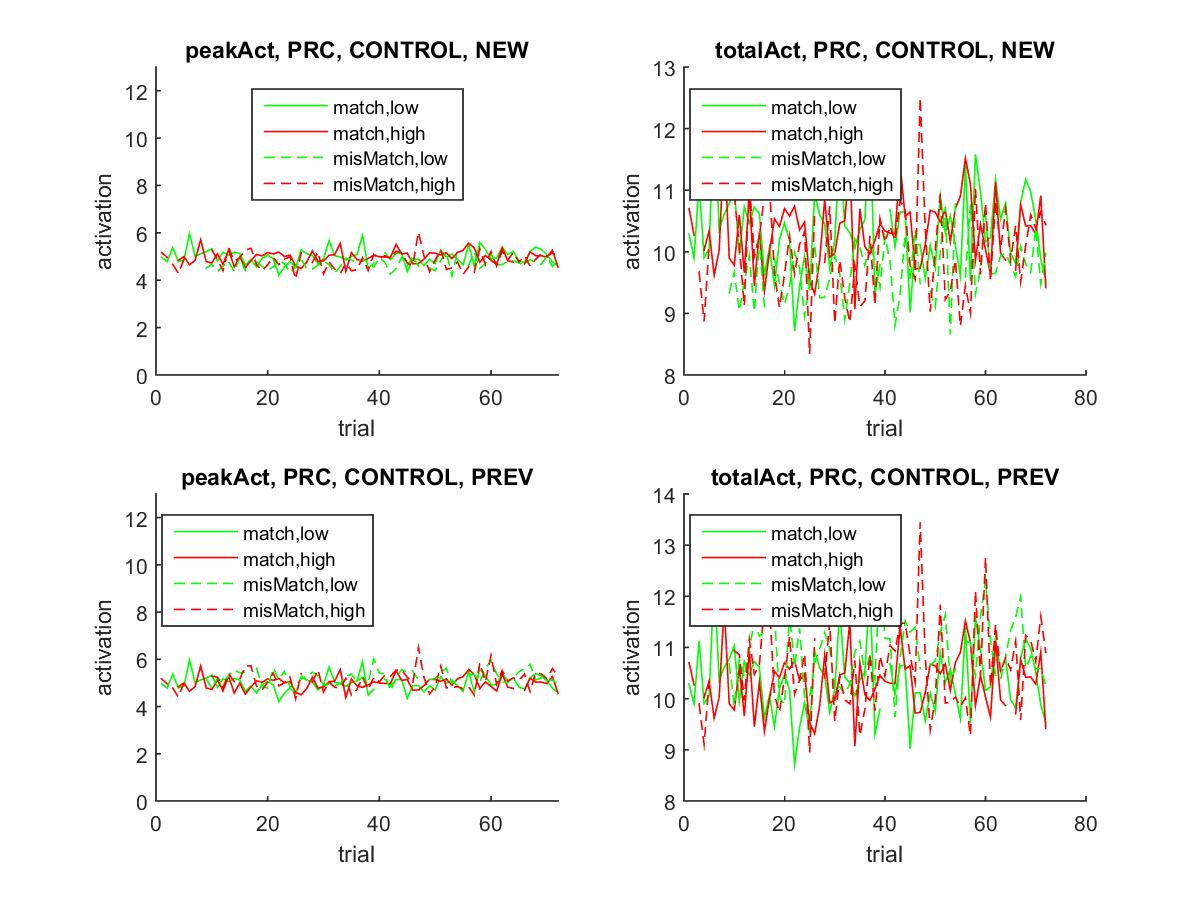 peakAct, PRC, CONTROL, NEW
12
10
8
6
4
2
0
activation
match,low
match,high
misMatch,low
misMatch,high
0 20 40 60
trial
totalAct, PRC, CONTROL, NEW
13
12
11
10
9
8
activation
match,low
match,high
misMatch,low
misMatch,high
0 20 40 60 80
trial
peakAct, PRC, CONTROL, PREV
12
10
8
6
4
2
0
activation
match,low
match,high
misMatch,low
misMatch,high
0 20 40 60
trial
totalAct, PRC, CONTROL, PREV
14
13
12
11
10
9
8
activation
match,low
match,high
misMatch,low
misMatch,high
0 20 40 60 80
trial